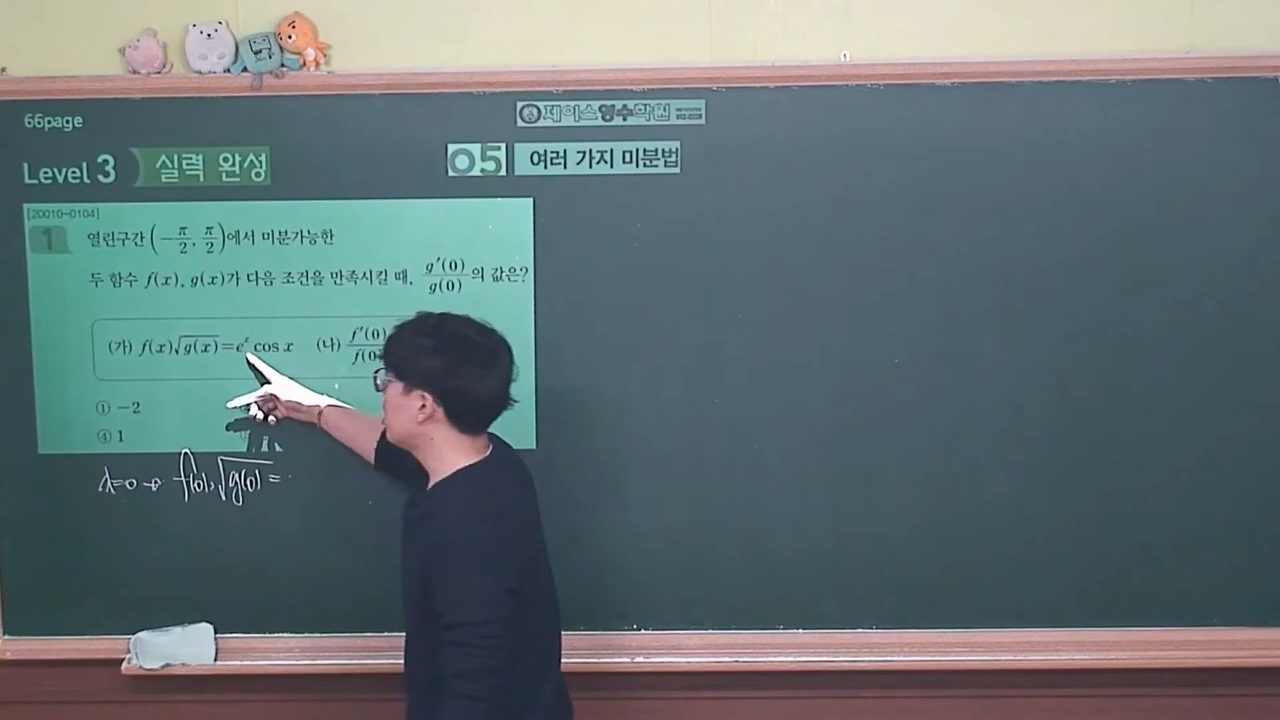 66page
제이스영수학원
Level 3 실력 완성
05 여러 가지 미분법
[20010-0104]
1 열린구간 (-π/2, π/2)에서 미분가능한
두 함수 f(x), g(x)가 다음 조건을 만족시킬 때, g′(0)/g(0)의 값은?
(가) f(x)√g(x)=eˣ cos x (나) f′(0)/f(0
① -2
④ 1
x=0 → f(0)·√g(0) =